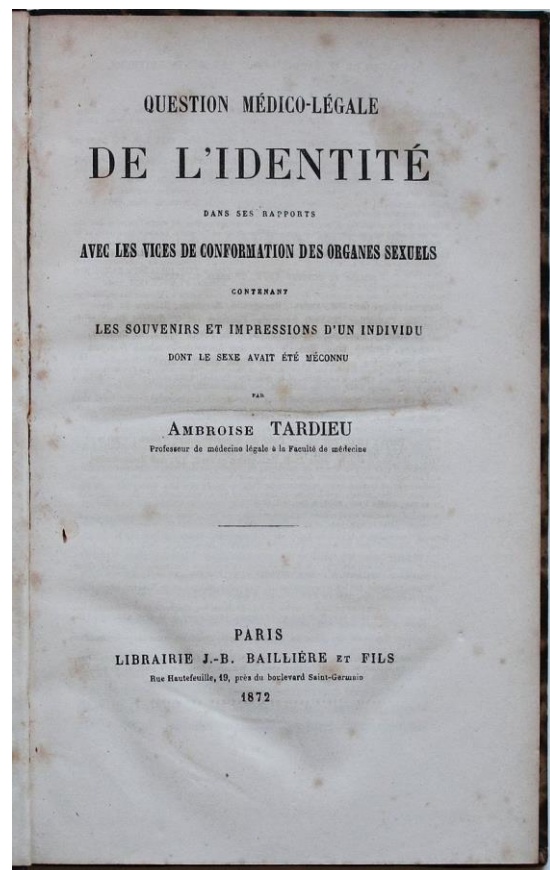 QUESTION MÉDICO-LÉGALE
DE L'IDENTITÉ
DANS SES RAPPORTS
AVEC LES VICES DE CONFORMATION DES ORGANES SEXUELS
CONTENANT
LES SOUVENIRS ET IMPRESSIONS D'UN INDIVIDU
DONT LE SEXE AVAIT ÉTÉ MÉCONNU
PAR
AMBROISE TARDIEU
Professeur de médecine légale à la Faculté de médecine
PARIS
LIBRAIRIE J.-B. BAILLIÈRE ET FILS
Rue Hautefeuille, 19, près du boulevard Saint-Germain
1872